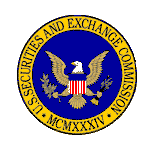 U.S. SECURITIES AND EXCHANGE COMMISSION
MCMXXXIV